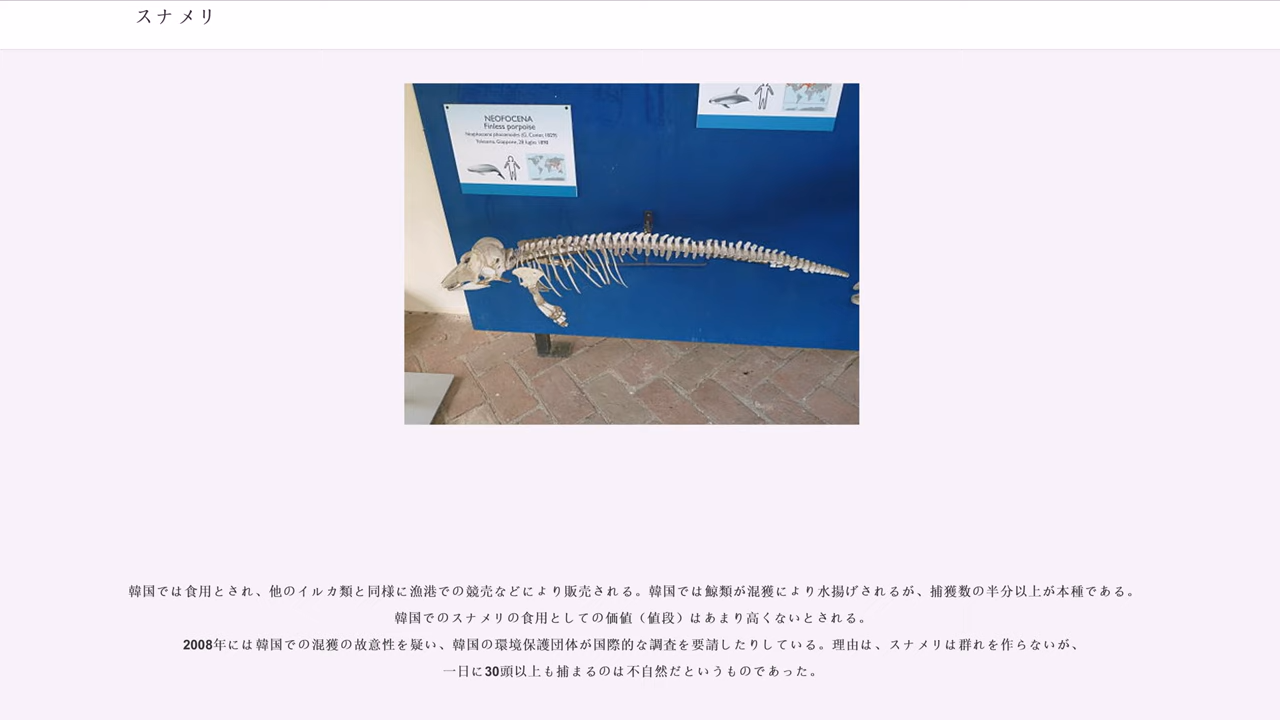 スナメリ
NEOFOCENA
Finless porpoise
Neophocaena phocaenoides (G. Cuvier, 1829)
Yokoama, Giappone, 28 luglio 1898
韓国では食用とされ、他のイルカ類と同様に漁港での競売などにより販売される。韓国では鯨類が混獲により水揚げされるが、捕獲数の半分以上が本種である。
韓国でのスナメリの食用としての価値（値段）はあまり高くないとされる。
2008年には韓国での混獲の故意性を疑い、韓国の環境保護団体が国際的な調査を要請したりしている。理由は、スナメリは群れを作らないが、
一日に30頭以上も捕まるのは不自然だというものであった。